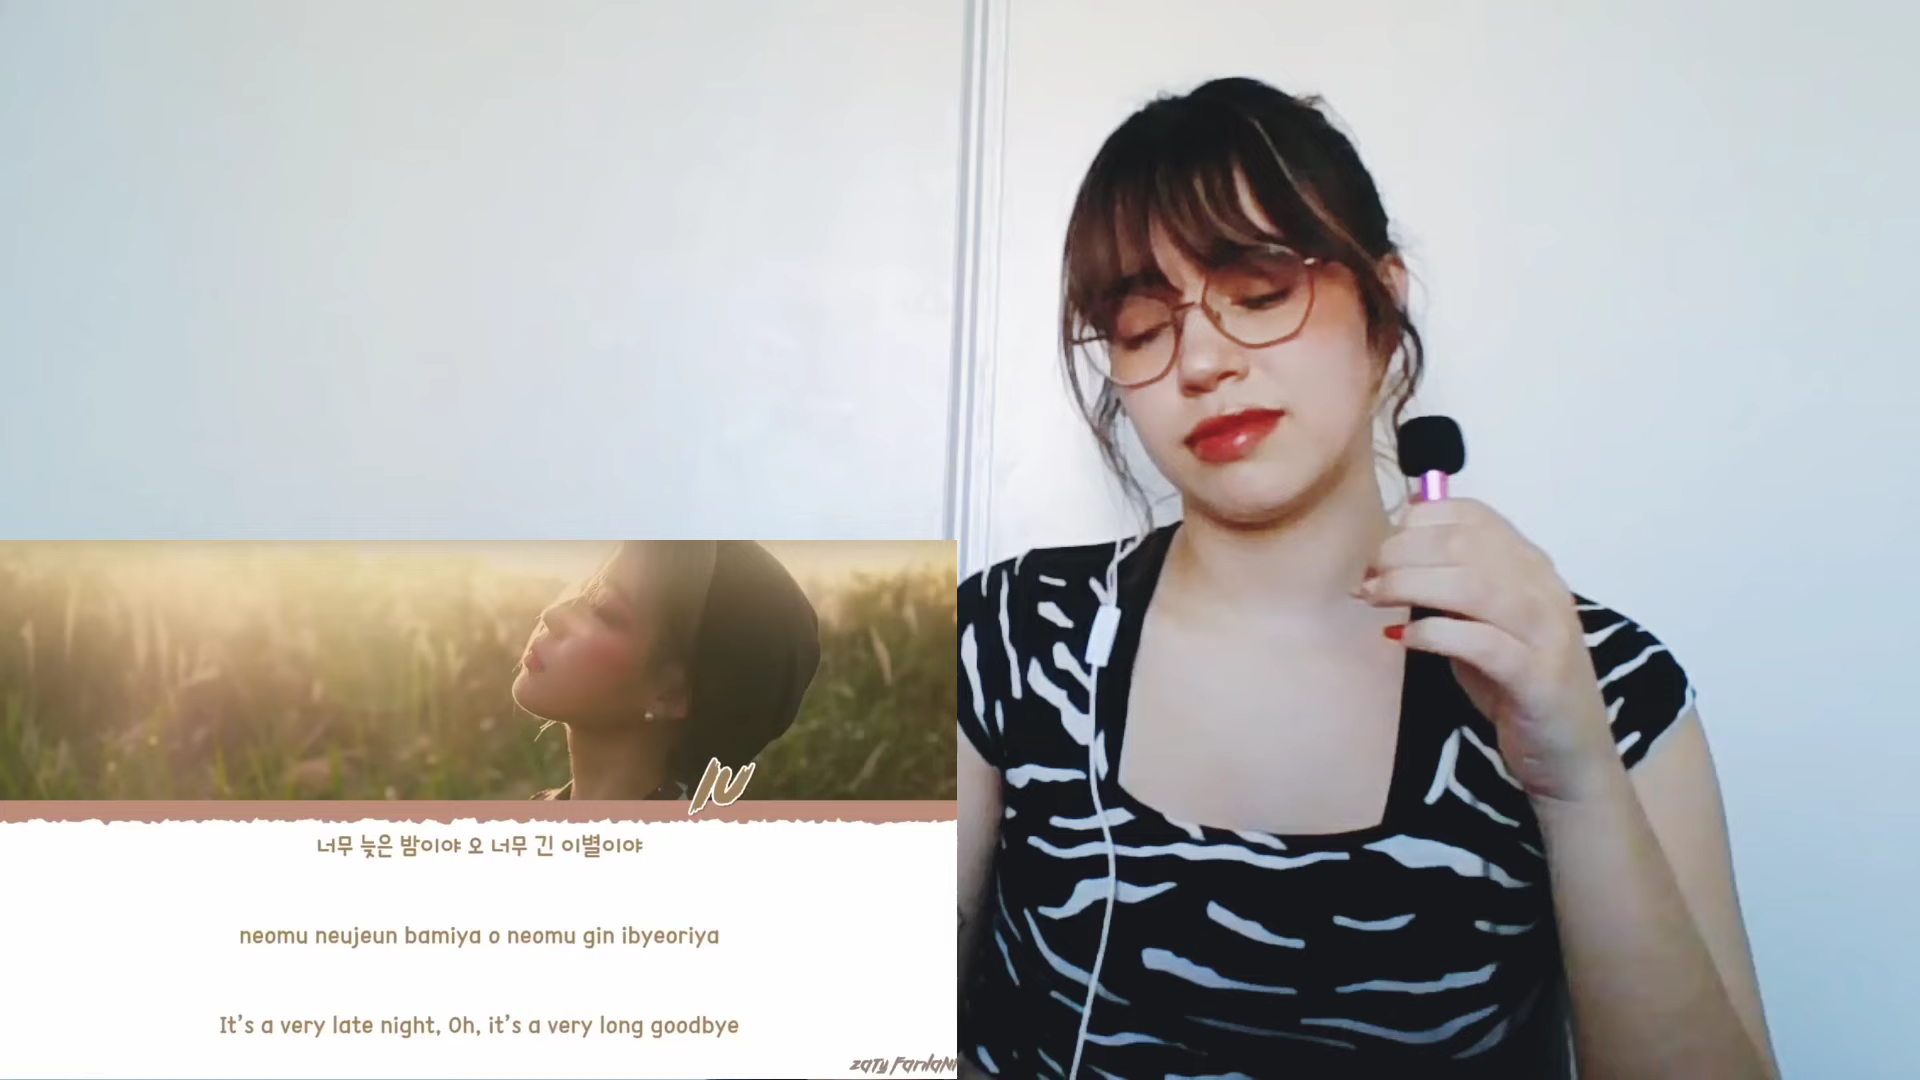 IU
너무 늦은 밤이야 오 너무 긴 이별이야
neomu neujeun bamiya o neomu gin ibyeoriya
It's a very late night, Oh, it's a very long goodbye